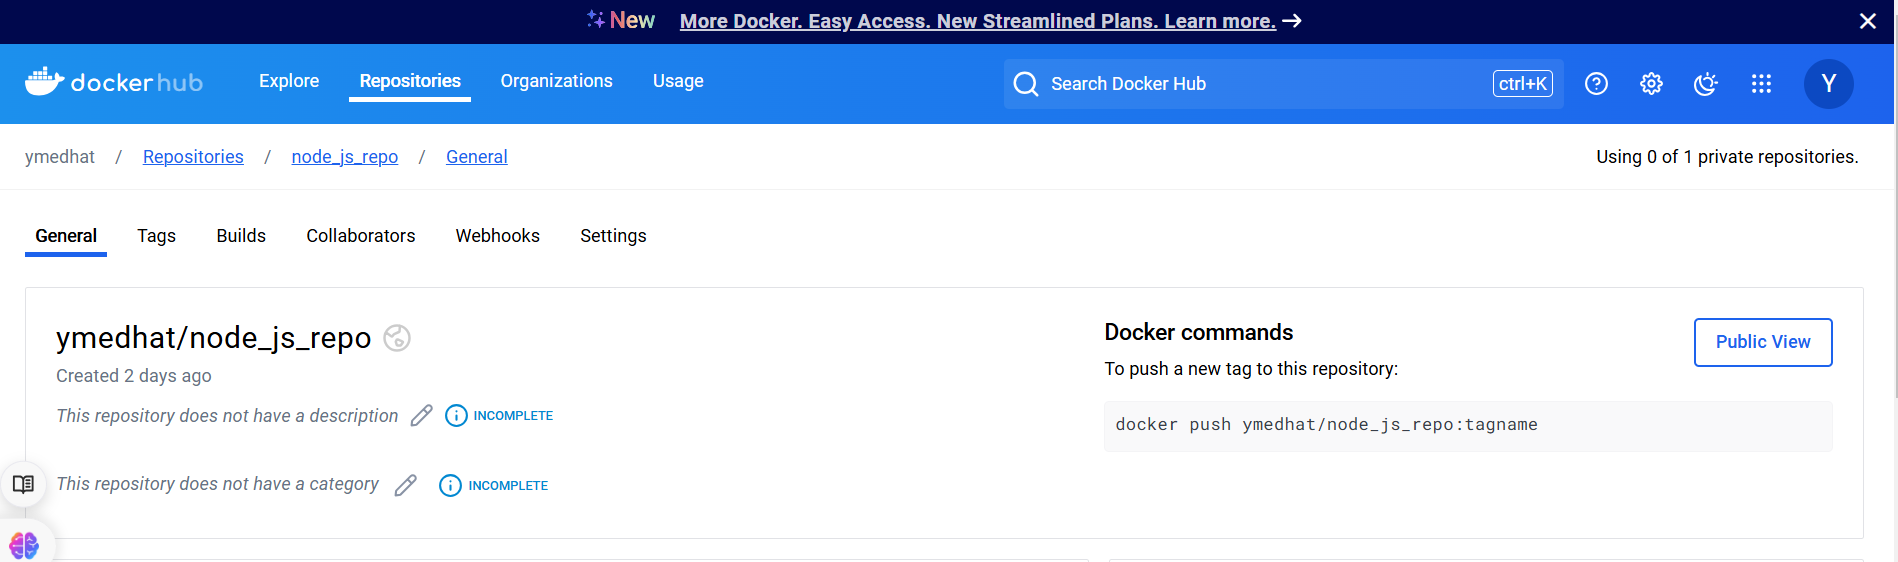 New More Docker. Easy Access. New Streamlined Plans. Learn more. →
dockerhub Explore Repositories Organizations Usage Search Docker Hub ctrl+K Y
ymedhat / Repositories / node_js_repo / General Using 0 of 1 private repositories.
General Tags Builds Collaborators Webhooks Settings
ymedhat/node_js_repo
Created 2 days ago
This repository does not have a description INCOMPLETE
This repository does not have a category INCOMPLETE
Docker commands
Public View
To push a new tag to this repository:
docker push ymedhat/node_js_repo:tagname